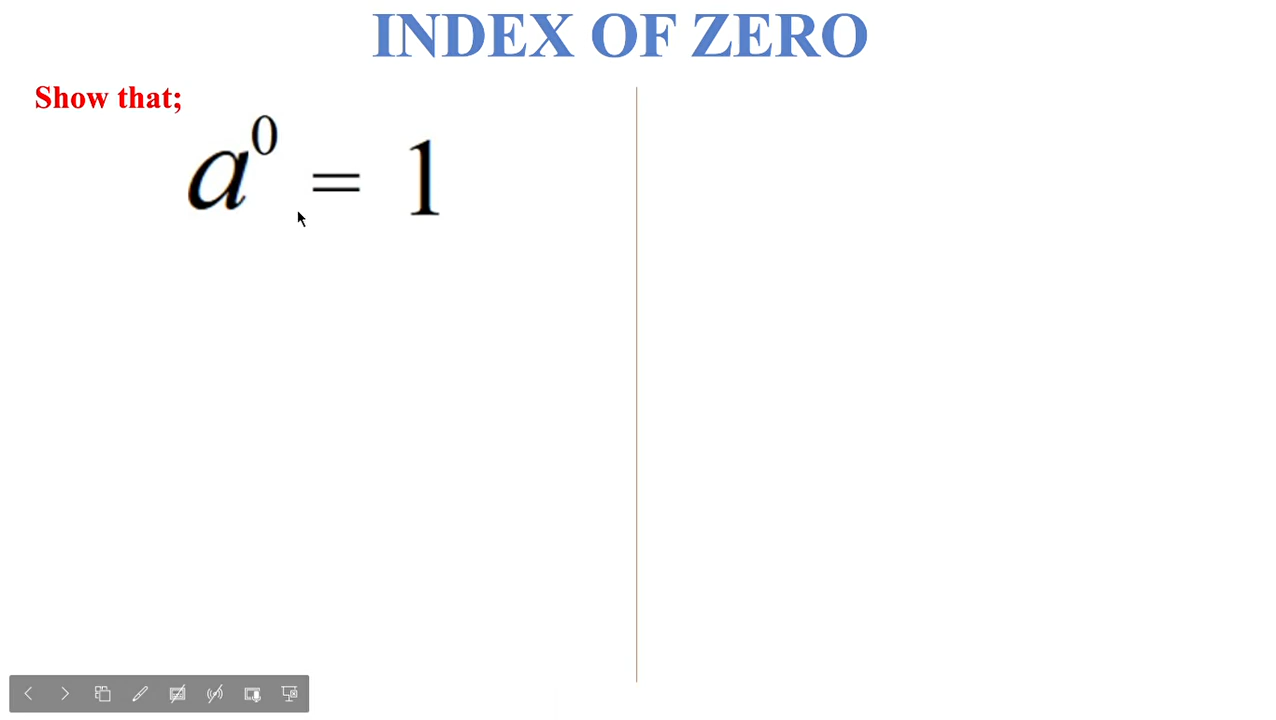 INDEX OF ZERO
Show that;
a⁰ = 1